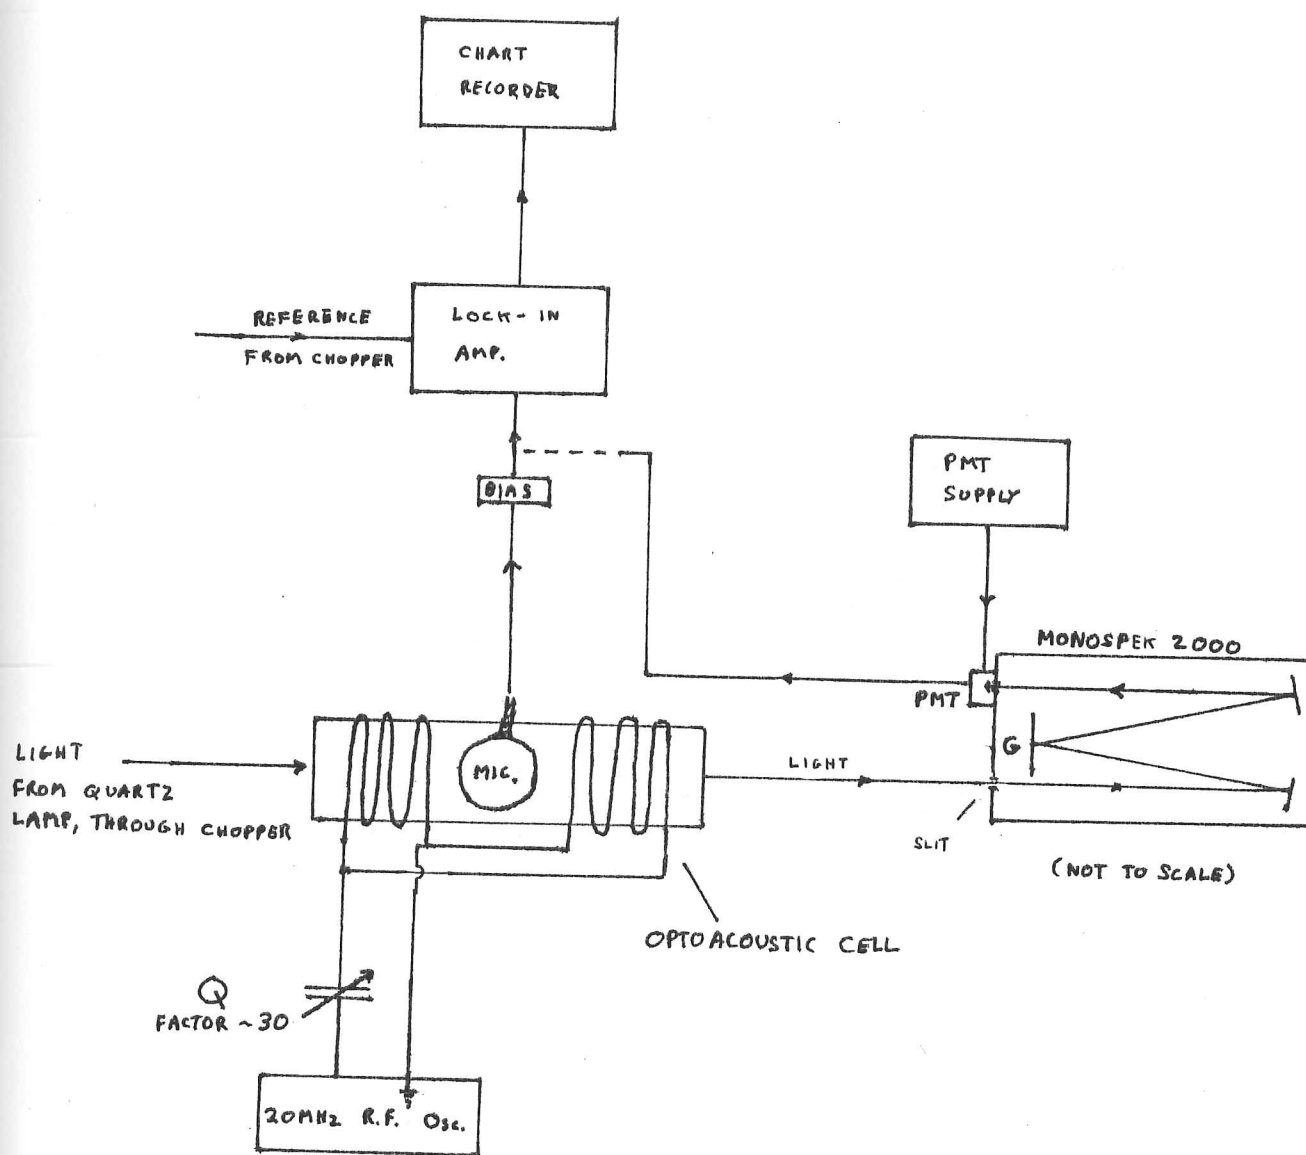 CHART
RECORDER
REFERENCE
FROM CHOPPER
LOCK-IN
AMP.
BIAS
PMT
SUPPLY
MONOSPEK 2000
PMT
G
LIGHT
FROM QUARTZ
LAMP, THROUGH CHOPPER
MIC.
LIGHT
SLIT
(NOT TO SCALE)
OPTOACOUSTIC CELL
Q
FACTOR ~30
20MHz R.F. Osc.